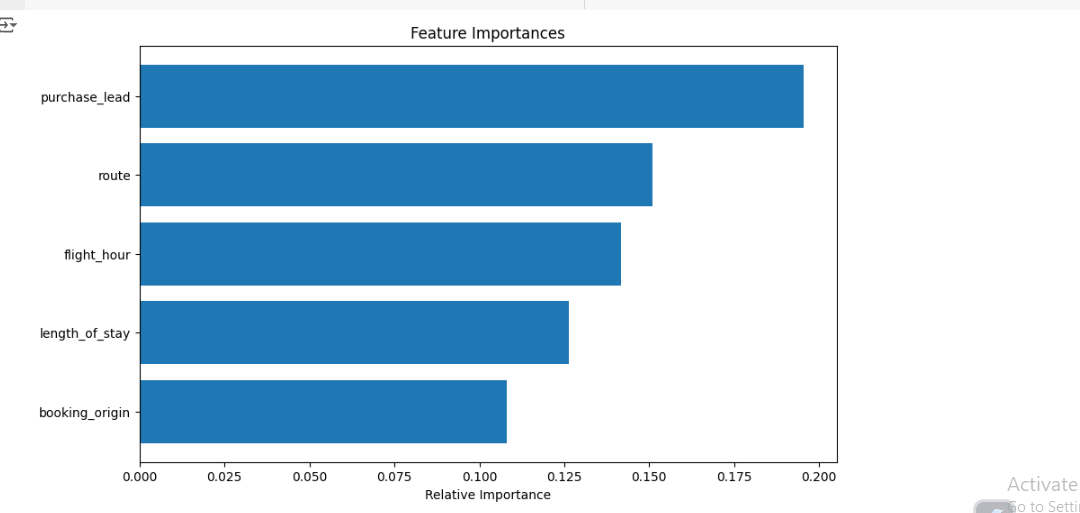 Feature Importances
purchase_lead
route
flight_hour
length_of_stay
booking_origin
0.000 0.025 0.050 0.075 0.100 0.125 0.150 0.175 0.200
Relative Importance
Activate
Go to Setti